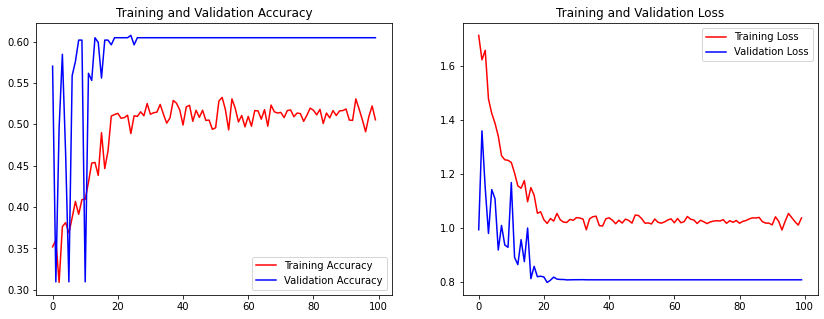 Training and Validation Accuracy
0.60
0.55
0.50
0.45
0.40
0.35
0.30
Training Accuracy
Validation Accuracy
0 20 40 60 80 100
Training and Validation Loss
1.6
1.4
1.2
1.0
0.8
Training Loss
Validation Loss
0 20 40 60 80 100